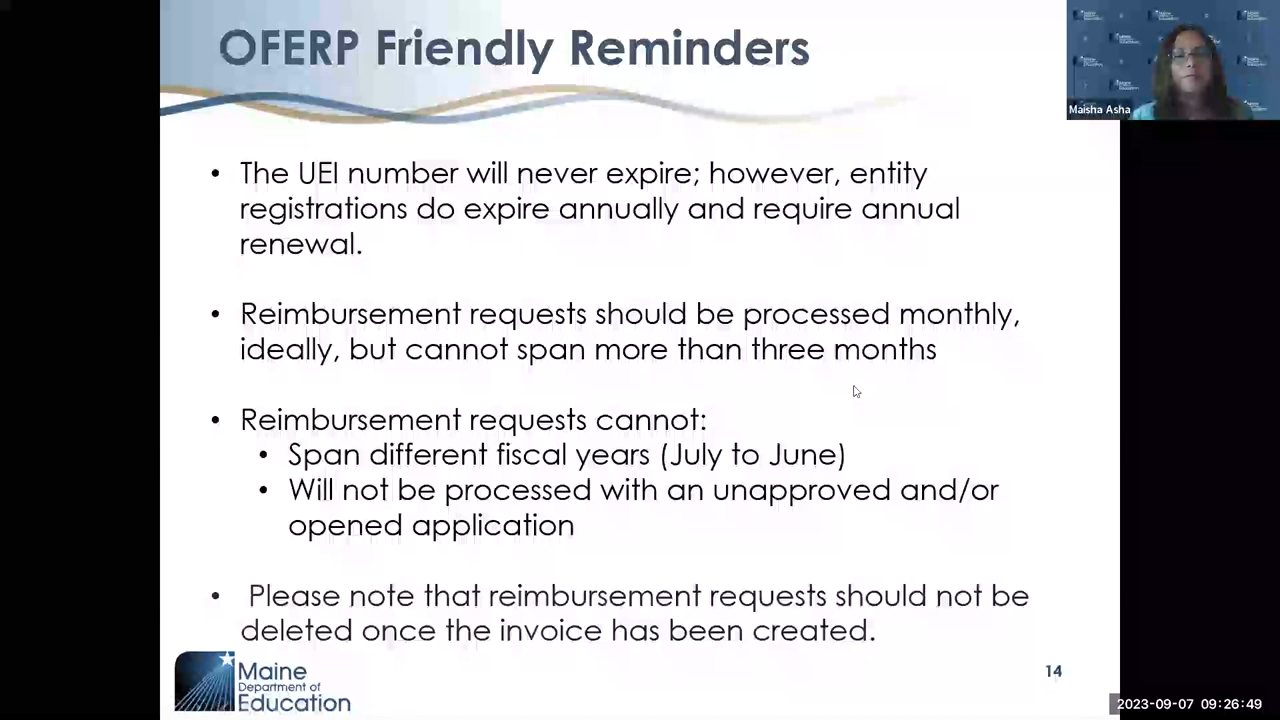 OFERP Friendly Reminders
Maisha Asha
• The UEI number will never expire; however, entity
registrations do expire annually and require annual
renewal.
• Reimbursement requests should be processed monthly,
ideally, but cannot span more than three months
• Reimbursement requests cannot:
• Span different fiscal years (July to June)
• Will not be processed with an unapproved and/or
opened application
• Please note that reimbursement requests should not be
deleted once the invoice has been created.
Maine
Department of
Education
14
2023-09-07 09:26:49